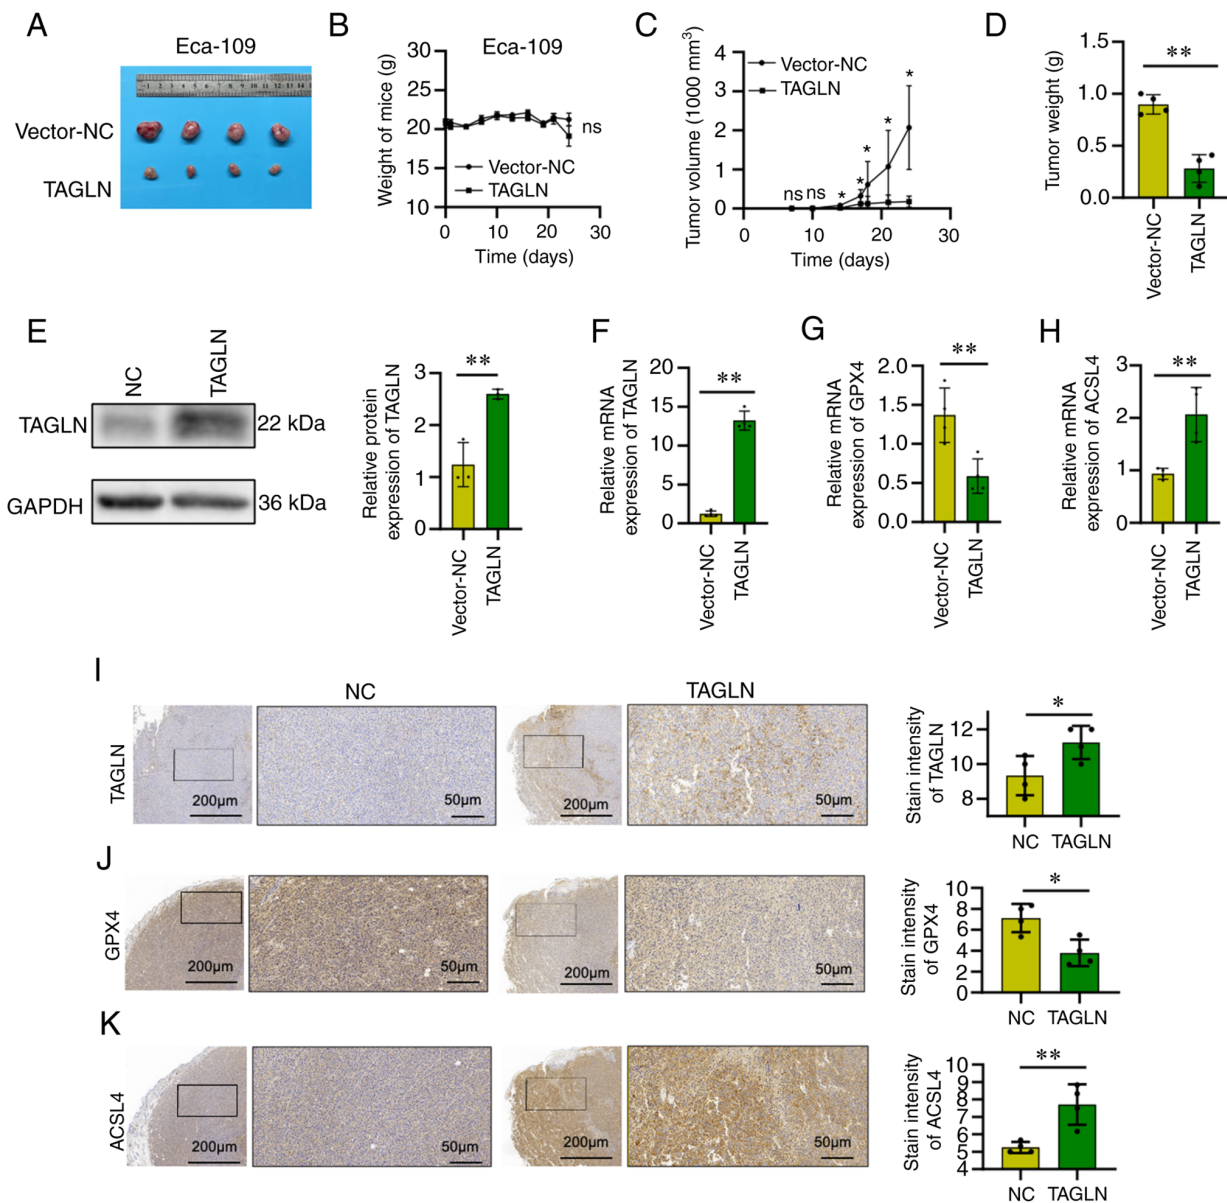 A
Eca-109
Vector-NC
TAGLN
B
Eca-109
Weight of mice (g)
30
25
20
15
10
ns
Vector-NC
TAGLN
0
10
20
30
Time (days)
C
Tumor volume (1000 mm³)
4
3
2
1
0
Vector-NC
TAGLN
ns ns * * * * *
0
10
20
30
Time (days)
D
Tumor weight (g)
1.5
1.0
0.5
0.0
**
Vector-NC
TAGLN
E
NC
TAGLN
TAGLN
22 kDa
GAPDH
36 kDa
Relative protein
expression of TAGLN
3
2
1
0
**
Vector-NC
TAGLN
F
Relative mRNA
expression of TAGLN
20
15
10
5
0
**
Vector-NC
TAGLN
G
Relative mRNA
expression of GPX4
2.0
1.5
1.0
0.5
0.0
**
Vector-NC
TAGLN
H
Relative mRNA
expression of ACSL4
3
2
1
0
**
Vector-NC
TAGLN
I
NC
TAGLN
TAGLN
200μm
50μm
200μm
50μm
Stain intensity
of TAGLN
12
10
8
*
NC
TAGLN
J
GPX4
200μm
50μm
200μm
50μm
Stain intensity
of GPX4
10
8
6
4
2
0
*
NC
TAGLN
K
ACSL4
200μm
50μm
200μm
50μm
Stain intensity
of ACSL4
10
9
8
7
6
5
4
**
NC
TAGLN